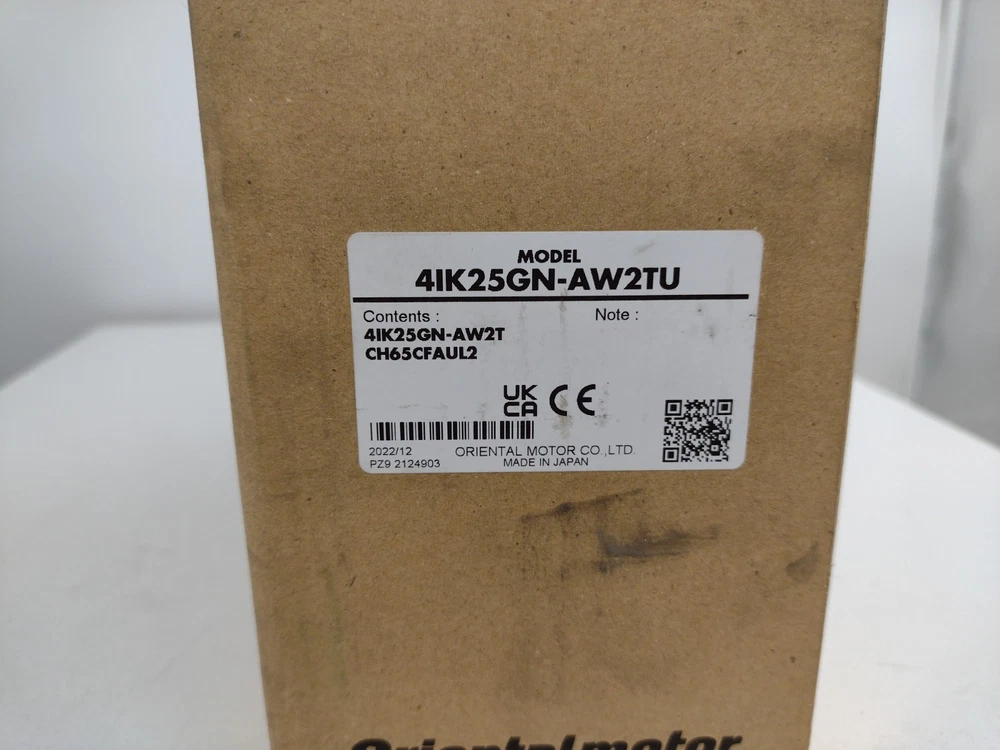 MODEL
4IK25GN-AW2TU
Contents : Note :
4IK25GN-AW2T
CH65CFAUL2
UK
CA CE
2022/12 ORIENTAL MOTOR CO.,LTD.
PZ9 2124903 MADE IN JAPAN
Orientalmotor